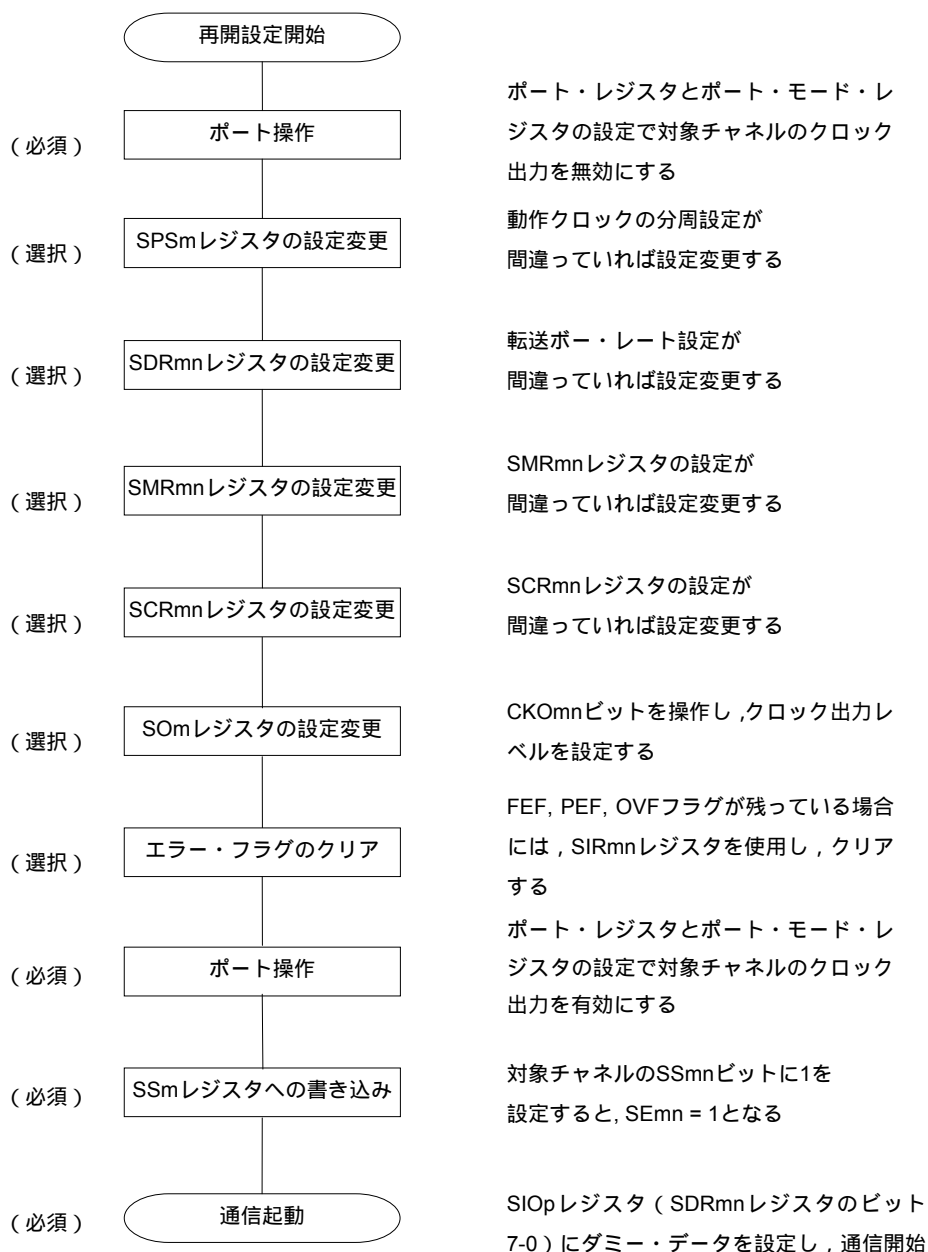 再開設定開始
(必須)
ポート操作
ポート・レジスタとポート・モード・レ
ジスタの設定で対象チャネルのクロック
出力を無効にする
(選択)
SPSmレジスタの設定変更
動作クロックの分周設定が
間違っていれば設定変更する
(選択)
SDRmnレジスタの設定変更
転送ボー・レート設定が
間違っていれば設定変更する
(選択)
SMRmnレジスタの設定変更
SMRmnレジスタの設定が
間違っていれば設定変更する
(選択)
SCRmnレジスタの設定変更
SCRmnレジスタの設定が
間違っていれば設定変更する
(選択)
SOmレジスタの設定変更
CKOmnビットを操作し,クロック出力レ
ベルを設定する
(選択)
エラー・フラグのクリア
FEF, PEF, OVFフラグが残っている場合
には,SIRmnレジスタを使用し,クリア
する
(必須)
ポート操作
ポート・レジスタとポート・モード・レ
ジスタの設定で対象チャネルのクロック
出力を有効にする
(必須)
SSmレジスタへの書き込み
対象チャネルのSSmnビットに1を
設定すると, SEmn = 1となる
(必須)
通信起動
SIOpレジスタ(SDRmnレジスタのビット
7-0)にダミー・データを設定し,通信開始